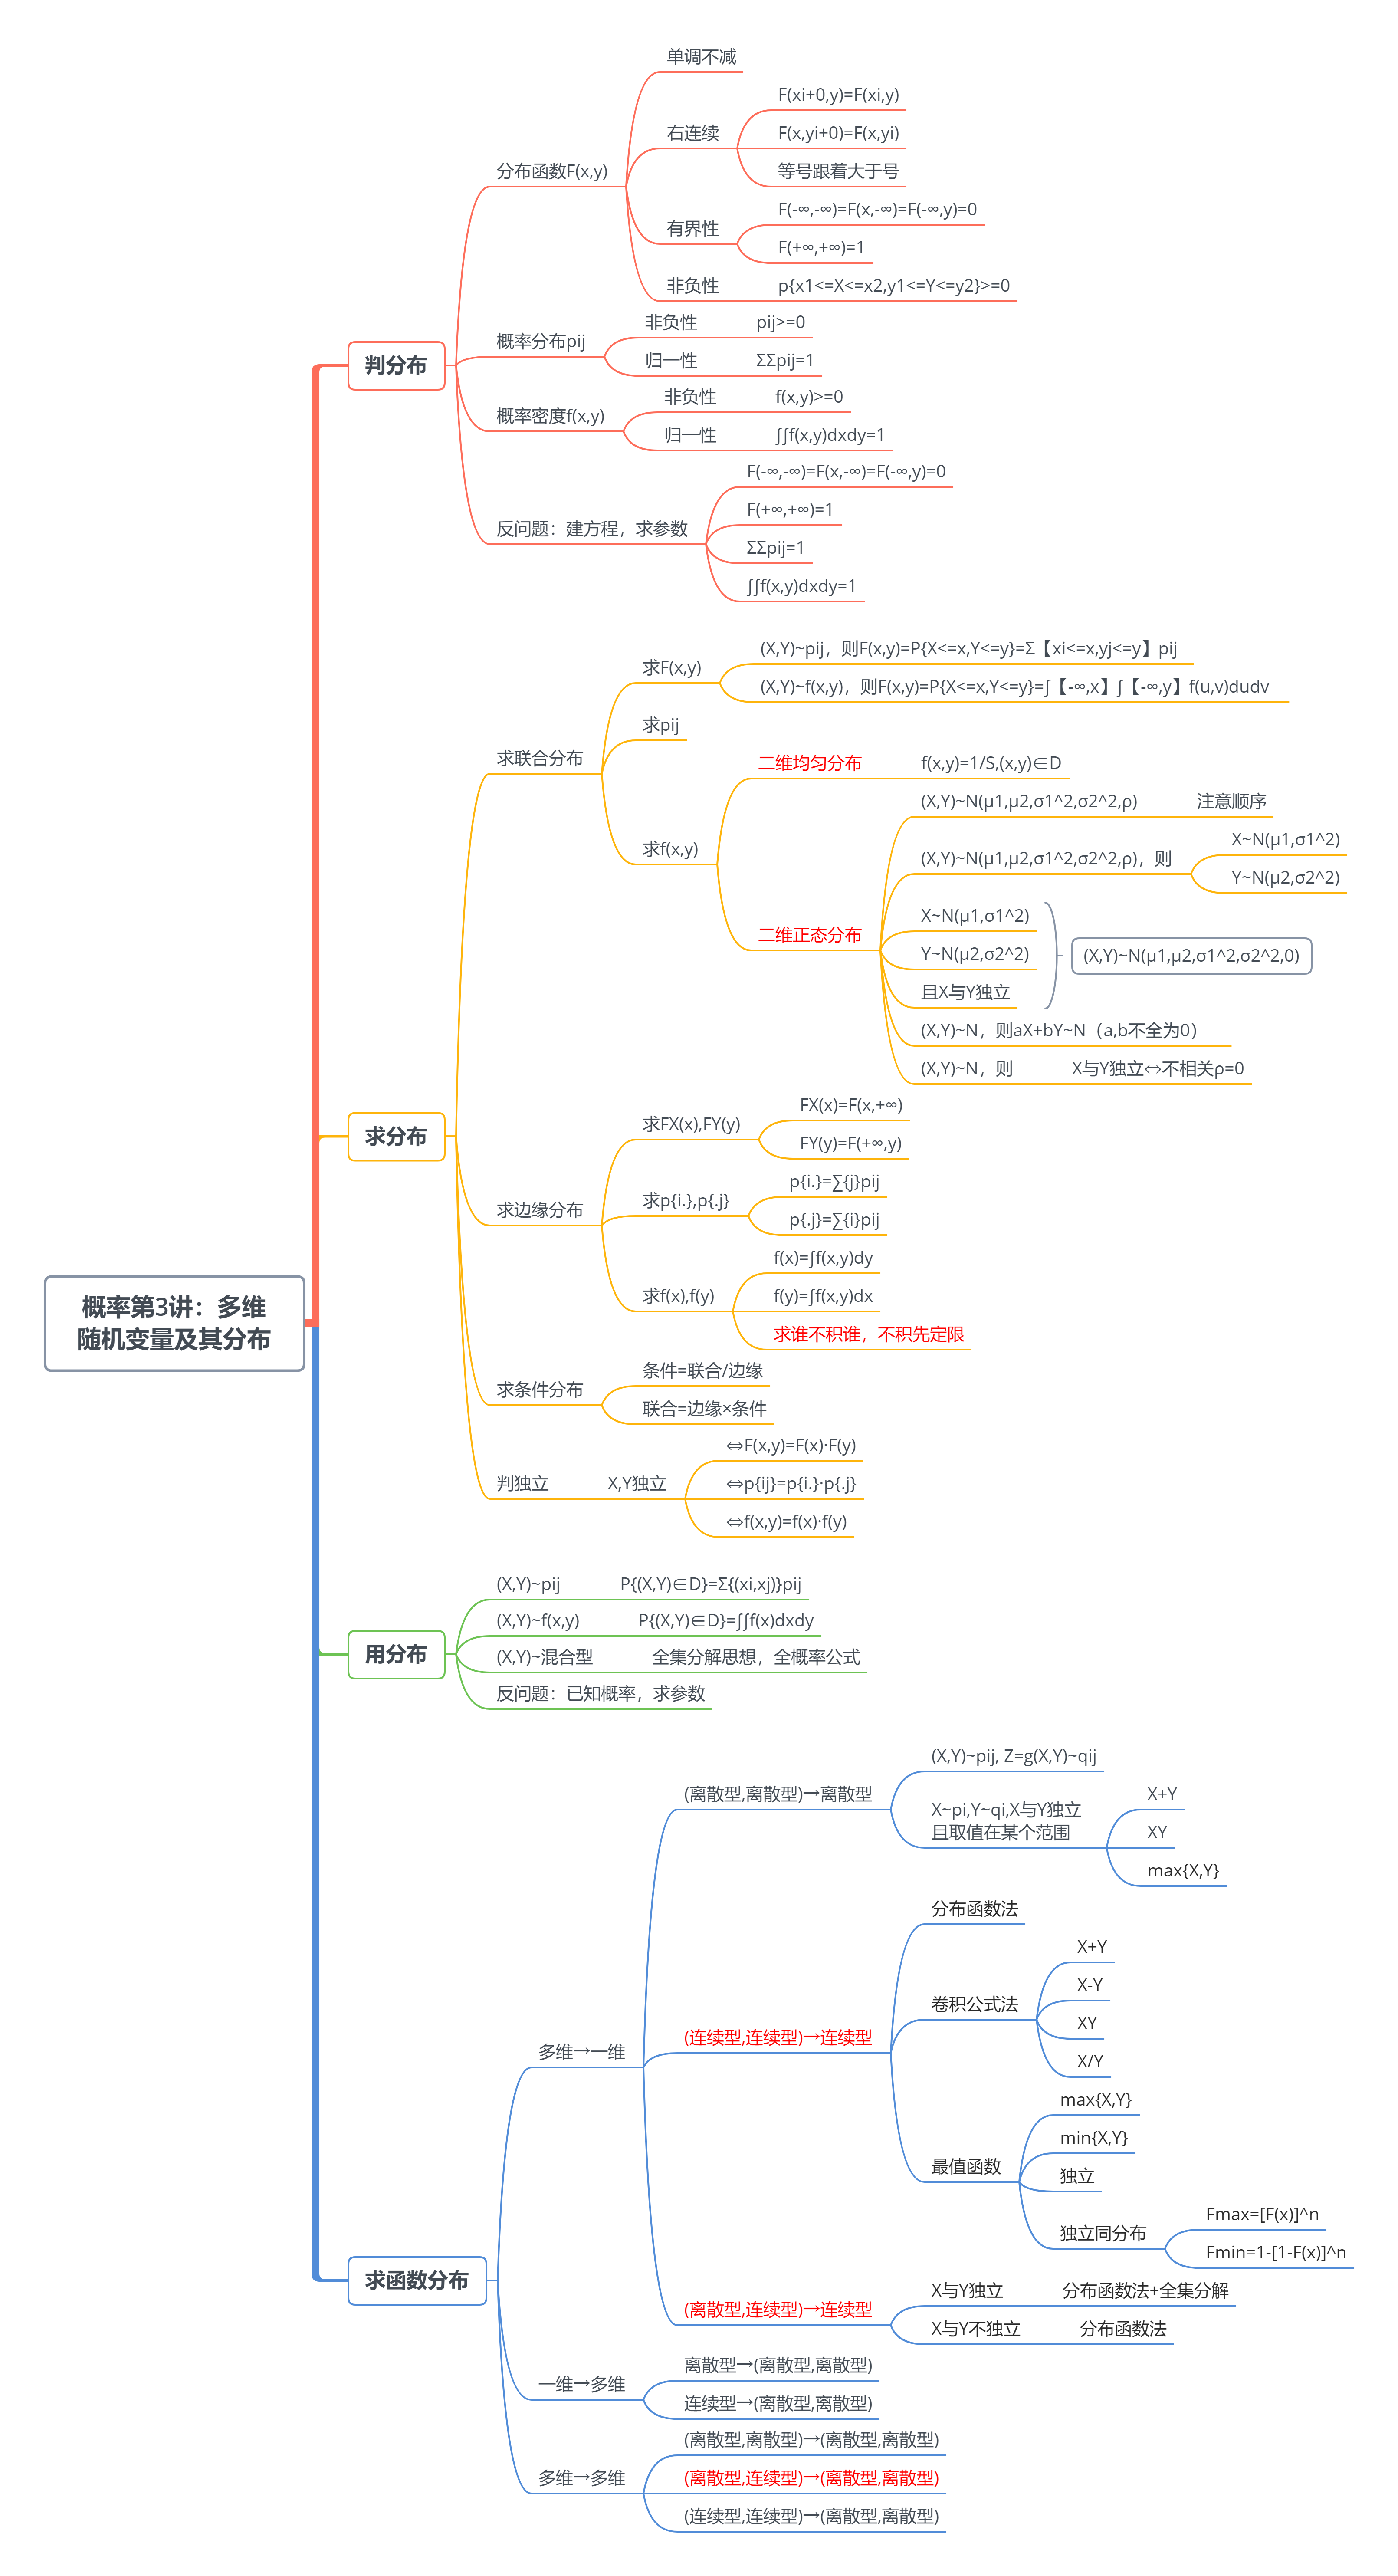 概率第3讲：多维
随机变量及其分布
判分布
分布函数F(x,y)
单调不减
右连续
F(xi+0,y)=F(xi,y)
F(x,yi+0)=F(x,yi)
等号跟着大于号
有界性
F(-∞,-∞)=F(x,-∞)=F(-∞,y)=0
F(+∞,+∞)=1
非负性
p{x1<=X<=x2,y1<=Y<=y2}>=0
概率分布pij
非负性
pij>=0
归一性
ΣΣpij=1
概率密度f(x,y)
非负性
f(x,y)>=0
归一性
∫∫f(x,y)dxdy=1
反问题：建方程，求参数
F(-∞,-∞)=F(x,-∞)=F(-∞,y)=0
F(+∞,+∞)=1
ΣΣpij=1
∫∫f(x,y)dxdy=1
求分布
求联合分布
求F(x,y)
(X,Y)~pij，则F(x,y)=P{X<=x,Y<=y}=Σ【xi<=x,yj<=y】pij
(X,Y)~f(x,y)，则F(x,y)=P{X<=x,Y<=y}=∫【-∞,x】∫【-∞,y】f(u,v)dudv
求pij
求f(x,y)
二维均匀分布
f(x,y)=1/S,(x,y)∈D
二维正态分布
(X,Y)~N(μ1,μ2,σ1^2,σ2^2,ρ)
注意顺序
(X,Y)~N(μ1,μ2,σ1^2,σ2^2,ρ)，则
X~N(μ1,σ1^2)
Y~N(μ2,σ2^2)
X~N(μ1,σ1^2)
Y~N(μ2,σ2^2)
且X与Y独立
(X,Y)~N(μ1,μ2,σ1^2,σ2^2,0)
(X,Y)~N，则aX+bY~N（a,b不全为0）
(X,Y)~N，则
X与Y独立⇔不相关ρ=0
求边缘分布
求FX(x),FY(y)
FX(x)=F(x,+∞)
FY(y)=F(+∞,y)
求p{i.},p{.j}
p{i.}=∑{j}pij
p{.j}=∑{i}pij
求f(x),f(y)
f(x)=∫f(x,y)dy
f(y)=∫f(x,y)dx
求谁不积谁，不积先定限
求条件分布
条件=联合/边缘
联合=边缘×条件
判独立
X,Y独立
⇔F(x,y)=F(x)·F(y)
⇔p{ij}=p{i.}·p{.j}
⇔f(x,y)=f(x)·f(y)
用分布
(X,Y)~pij
P{(X,Y)∈D}=Σ{(xi,xj)}pij
(X,Y)~f(x,y)
P{(X,Y)∈D}=∫∫f(x)dxdy
(X,Y)~混合型
全集分解思想，全概率公式
反问题：已知概率，求参数
求函数分布
多维→一维
(离散型,离散型)→离散型
(X,Y)~pij, Z=g(X,Y)~qij
X~pi,Y~qi,X与Y独立
且取值在某个范围
X+Y
XY
max{X,Y}
(连续型,连续型)→连续型
分布函数法
卷积公式法
X+Y
X-Y
XY
X/Y
最值函数
max{X,Y}
min{X,Y}
独立
独立同分布
Fmax=[F(x)]^n
Fmin=1-[1-F(x)]^n
(离散型,连续型)→连续型
X与Y独立
分布函数法+全集分解
X与Y不独立
分布函数法
一维→多维
离散型→(离散型,离散型)
连续型→(离散型,离散型)
多维→多维
(离散型,离散型)→(离散型,离散型)
(离散型,连续型)→(离散型,离散型)
(连续型,连续型)→(离散型,离散型)